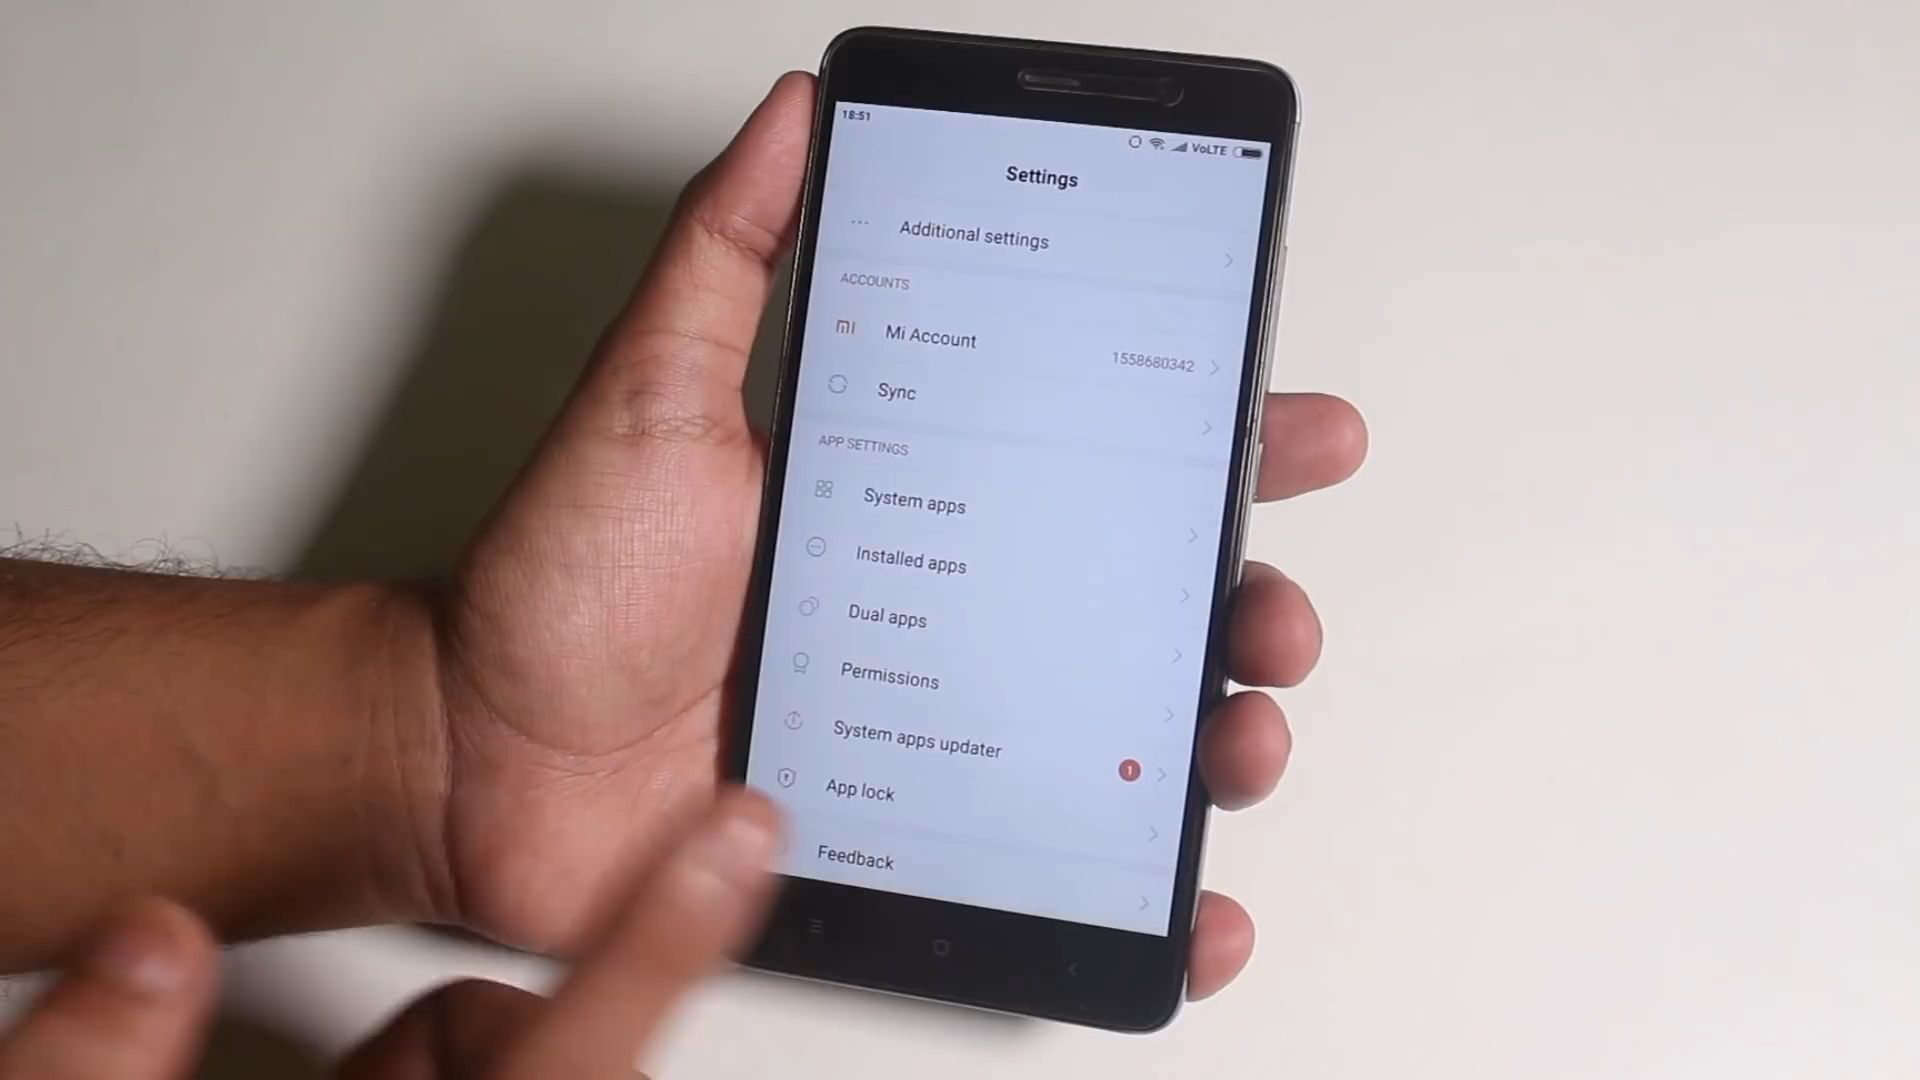 18:51
VoLTE
Settings
Additional settings
ACCOUNTS
mi Mi Account 1558680342
Sync
APP SETTINGS
System apps
Installed apps
Dual apps
Permissions
System apps updater 1
App lock
Feedback